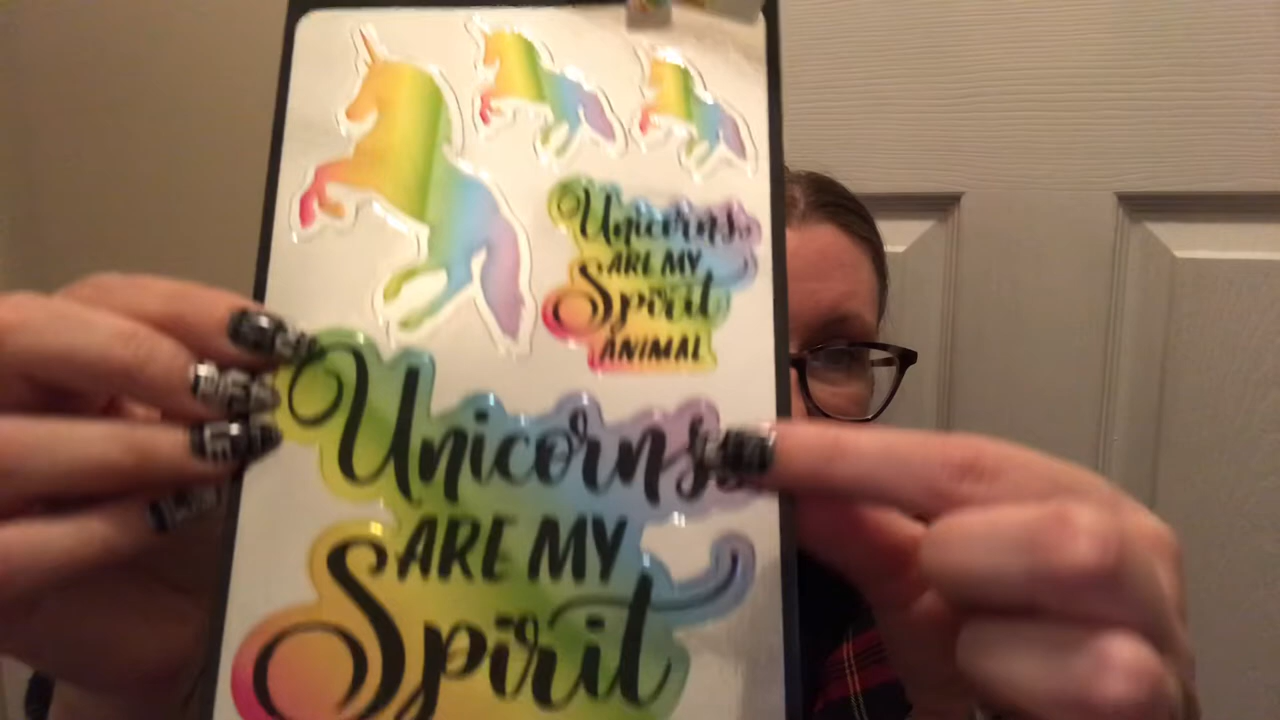 Unicorns
ARE MY
Spirit
ANIMAL
Unicorns
ARE MY
Spirit